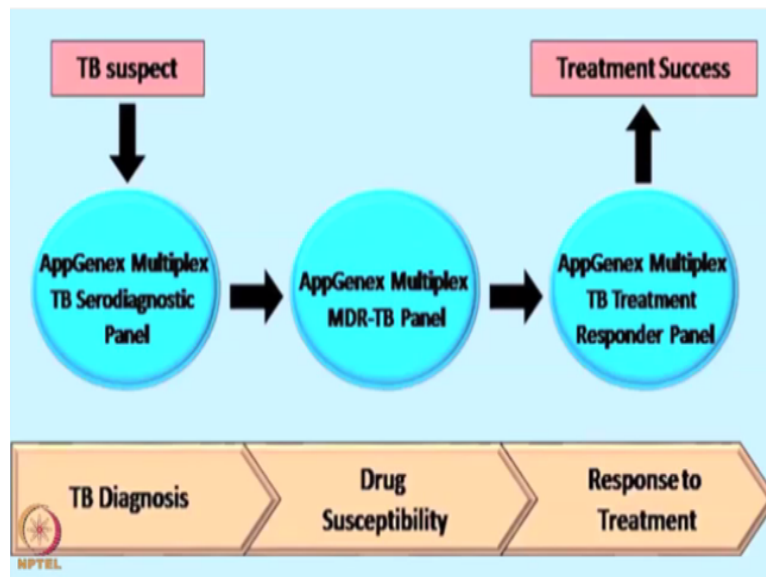 TB suspect
Treatment Success
AppGenex Multiplex
TB Serodiagnostic
Panel
AppGenex Multiplex
MDR-TB Panel
AppGenex Multiplex
TB Treatment
Responder Panel
TB Diagnosis
Drug
Susceptibility
Response to
Treatment
NPTEL